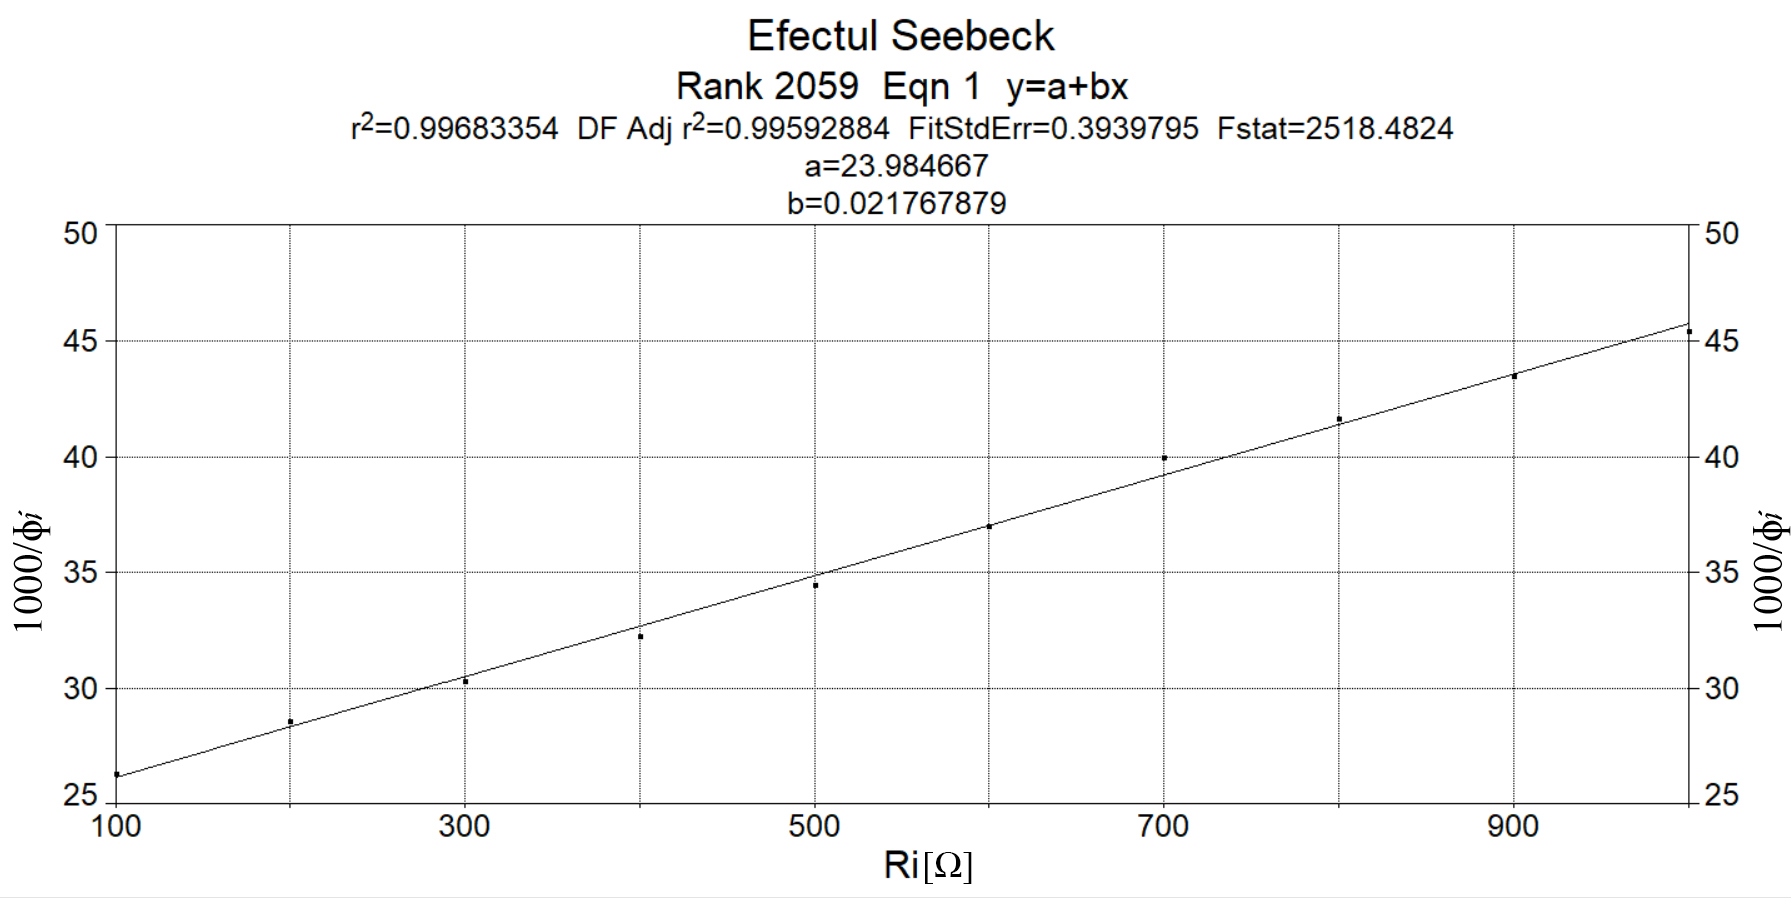 Efectul Seebeck
Rank 2059 Eqn 1 y=a+bx
r2=0.99683354 DF Adj r2=0.99592884 FitStdErr=0.3939795 Fstat=2518.4824
a=23.984667
b=0.021767879
50
45
40
35
30
25
1000/ϕi
50
45
40
35
30
25
1000/ϕi
100 300 500 700 900
Ri[Ω]